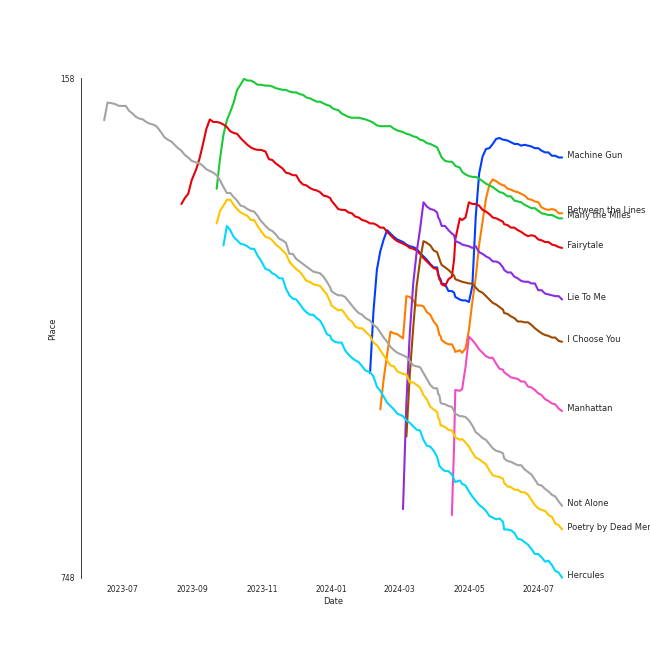 158
Place
748
2023-07
2023-09
2023-11
2024-01
2024-03
2024-05
2024-07
Date
Machine Gun
Between the Lines
Many the Miles
Fairytale
Lie To Me
I Choose You
Manhattan
Not Alone
Poetry by Dead Mer
Hercules